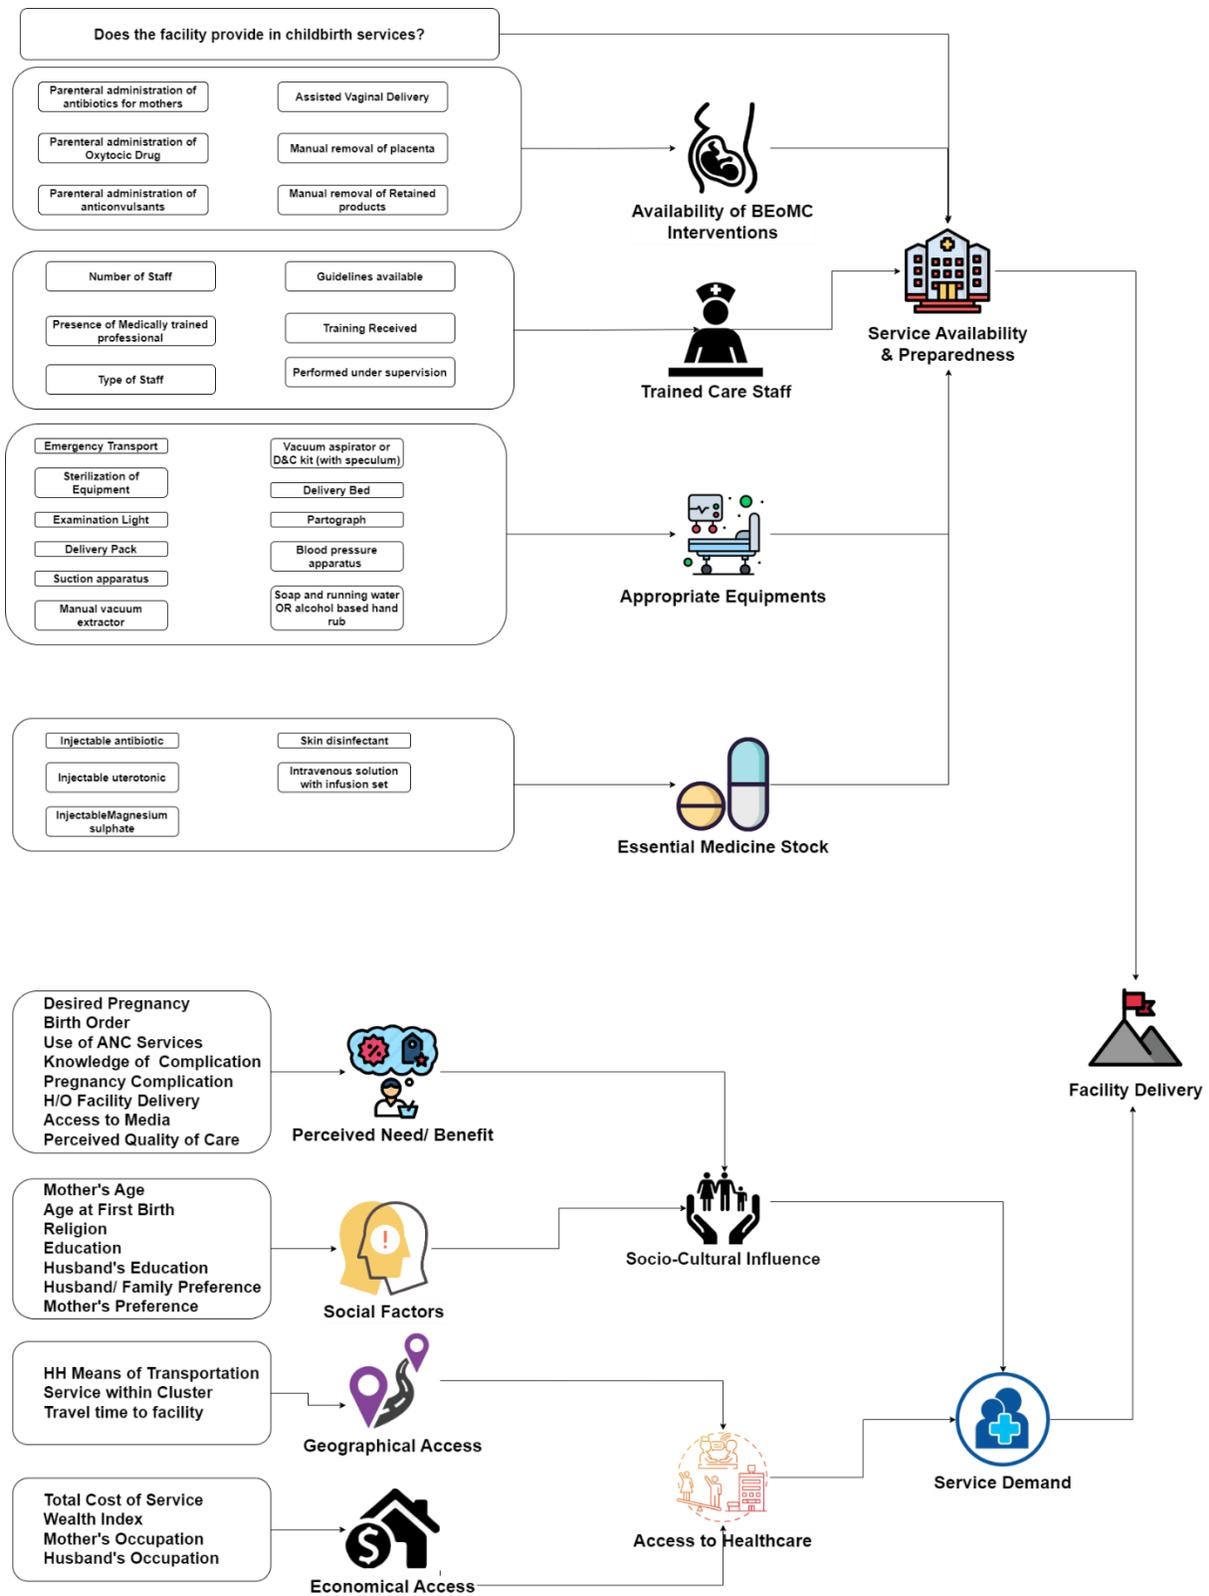 Does the facility provide in childbirth services?
Parenteral administration of
antibiotics for mothers
Assisted Vaginal Delivery
Parenteral administration of
Oxytocic Drug
Manual removal of placenta
Parenteral administration of
anticonvulsants
Manual removal of Retained
products
Availability of BEoMC
Interventions
Number of Staff
Guidelines available
Presence of Medically trained
professional
Training Received
Type of Staff
Performed under supervision
Trained Care Staff
Service Availability
& Preparedness
Emergency Transport
Vacuum aspirator or
D&C kit (with speculum)
Sterilization of
Equipment
Delivery Bed
Examination Light
Partograph
Delivery Pack
Blood pressure
apparatus
Suction apparatus
Manual vacuum
extractor
Soap and running water
OR alcohol based hand
rub
Appropriate Equipments
Injectable antibiotic
Skin disinfectant
Injectable uterotonic
Intravenous solution
with infusion set
InjectableMagnesium
sulphate
Essential Medicine Stock
Desired Pregnancy
Birth Order
Use of ANC Services
Knowledge of Complication
Pregnancy Complication
H/O Facility Delivery
Access to Media
Perceived Quality of Care
Perceived Need/ Benefit
Facility Delivery
Mother's Age
Age at First Birth
Religion
Education
Husband's Education
Husband/ Family Preference
Mother's Preference
Social Factors
Socio-Cultural Influence
HH Means of Transportation
Service within Cluster
Travel time to facility
Geographical Access
Service Demand
Total Cost of Service
Wealth Index
Mother's Occupation
Husband's Occupation
Economical Access
Access to Healthcare